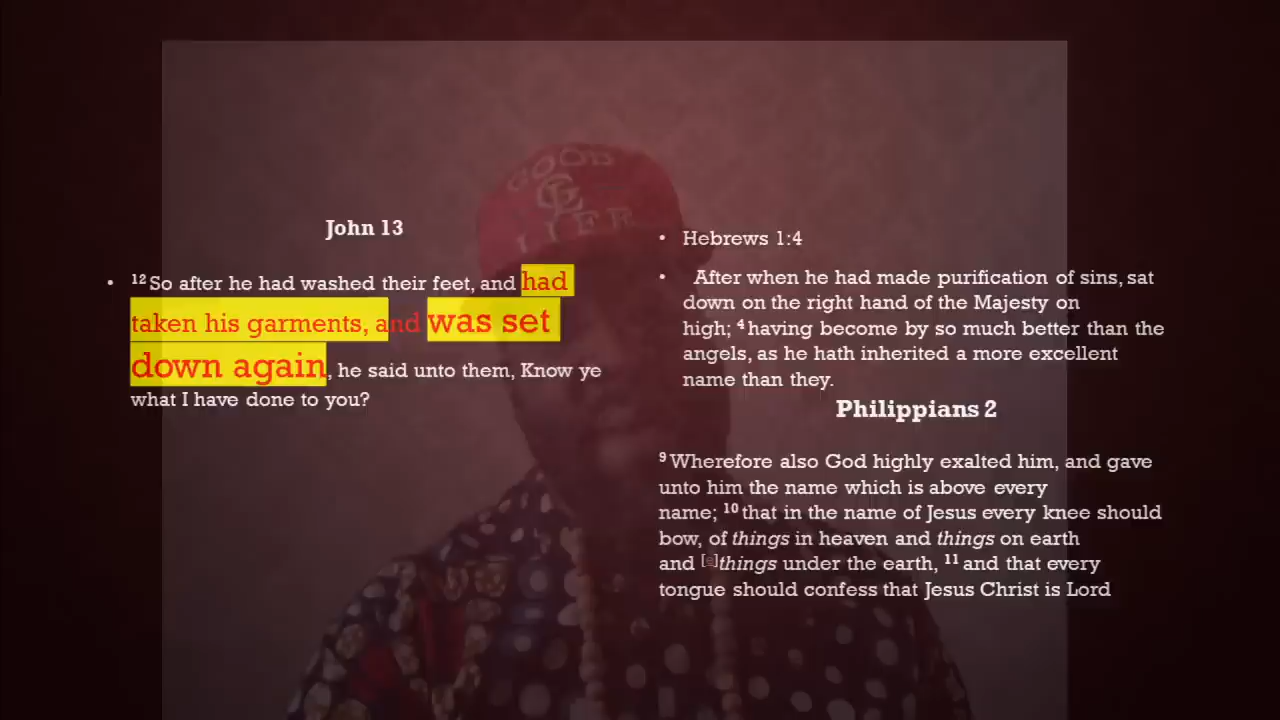 GOOD
LIFE
John 13
• ¹²So after he had washed their feet, and had
taken his garments, and was set
down again, he said unto them, Know ye
what I have done to you?
• Hebrews 1:4
• After when he had made purification of sins, sat
down on the right hand of the Majesty on
high; ⁴having become by so much better than the
angels, as he hath inherited a more excellent
name than they.
Philippians 2
⁹Wherefore also God highly exalted him, and gave
unto him the name which is above every
name; ¹⁰that in the name of Jesus every knee should
bow, of things in heaven and things on earth
and things under the earth, ¹¹and that every
tongue should confess that Jesus Christ is Lord